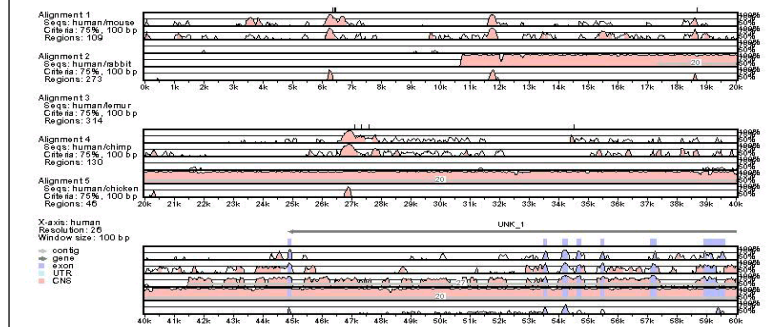 Alignment 1
Seqs: human/mouse
Criteria: 75%, 100 bp
Regions: 109
Alignment 2
Seqs: human/rabbit
Criteria: 75%, 100 bp
Regions: 273
Alignment 3
Seqs: human/lemur
Criteria: 75%, 100 bp
Regions: 314
Alignment 4
Seqs: human/chimp
Criteria: 75%, 100 bp
Regions: 130
Alignment 5
Seqs: human/chicken
Criteria: 75%, 100 bp
Regions: 46
X-axis: human
Resolution: 26
Window size: 100 bp
contig
gene
exon
UTR
CNS
20
0k 1k 2k 3k 4k 5k 6k 7k 8k 9k 10k 11k 12k 13k 14k 15k 16k 17k 18k 19k 20k
20
20k 21k 22k 23k 24k 25k 26k 27k 28k 29k 30k 31k 32k 33k 34k 35k 36k 37k 38k 39k 40k
UNK_1
20
40k 41k 42k 43k 44k 45k 46k 47k 48k 49k 50k 51k 52k 53k 54k 55k 56k 57k 58k 59k 60k